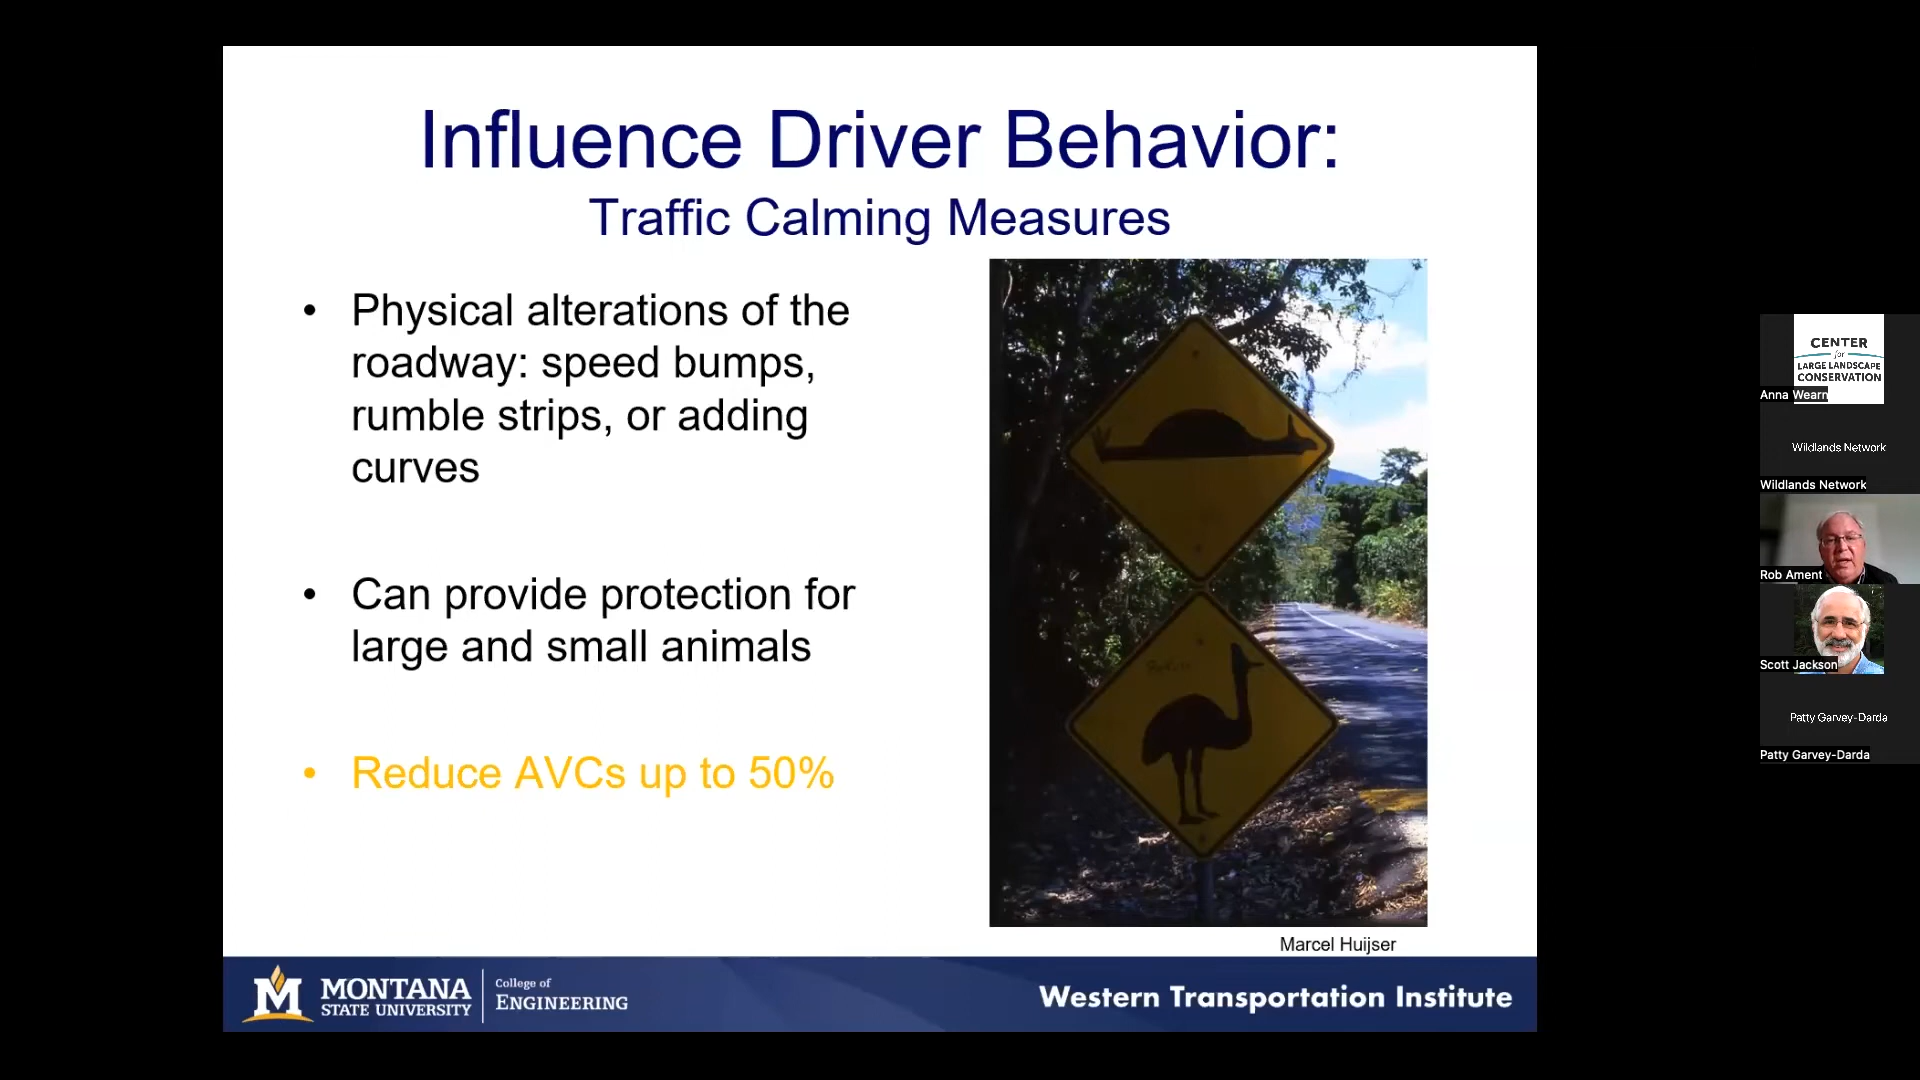 Influence Driver Behavior:
Traffic Calming Measures
• Physical alterations of the
roadway: speed bumps,
rumble strips, or adding
curves
• Can provide protection for
large and small animals
• Reduce AVCs up to 50%
Marcel Huijser
M MONTANA
STATE UNIVERSITY
College of
ENGINEERING
Western Transportation Institute
CENTER
for
LARGE LANDSCAPE
CONSERVATION
Anna Wearn
Wildlands Network
Wildlands Network
Rob Ament
Scott Jackson
Patty Garvey-Darda
Patty Garvey-Darda